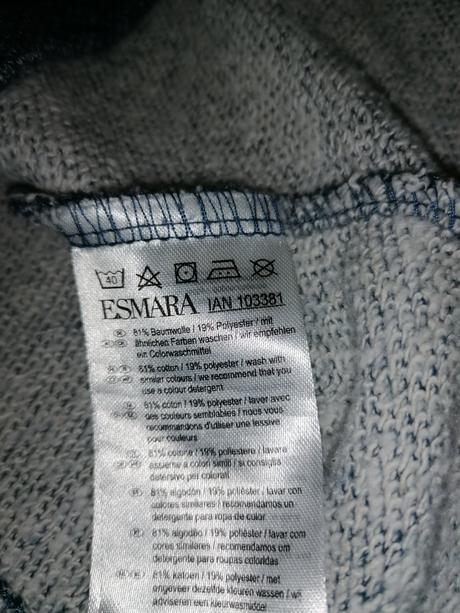 40
ESMARA IAN 103381
81% Baumwolle / 19% Polyester / mit
ähnlichen Farben waschen / wir empfehlen
ein Colorwaschmittel
81% cotton / 19% polyester / wash with
similar colours / we recommend that you
use a colour detergent
81% coton / 19% polyester / laver avec
des couleurs semblables / nous vous
recommandons d'utiliser une lessive
pour couleurs
81% cotone / 19% poliestere / lavare
assieme a colori simili / si consiglia
detersivo per colorati
81% algodón / 19% poliéster / lavar con
colores similares / recomendamos un
detergente para ropa de color
81% algodão / 19% poliéster / lavar com
cores similares / recomendamos um
detergente para roupas coloridas
81% katoen / 19% polyester / met
ongeveer dezelfde kleuren wassen / wij
adviseren een kleurwasmiddel